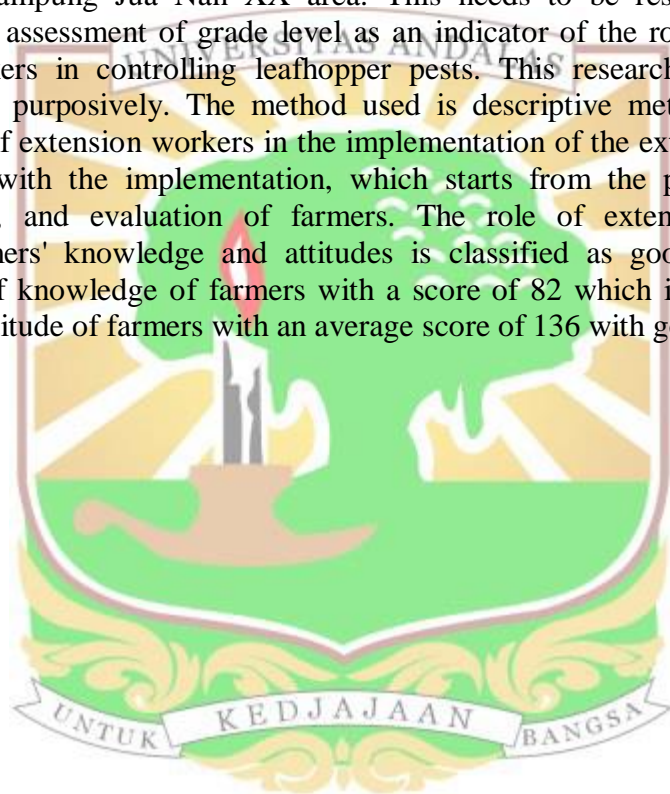 Kampung Jua Nan XX area. This needs to be res
assessment of grade level as an indicator of the ro
UNIVERSITAS ANDALAS
kers in controlling leafhopper pests. This research
purposively. The method used is descriptive met
of extension workers in the implementation of the ex
with the implementation, which starts from the p
, and evaluation of farmers. The role of exten
mers' knowledge and attitudes is classified as goo
f knowledge of farmers with a score of 82 which i
itude of farmers with an average score of 136 with g
UNTUK KEDJAJAAN BANGSA